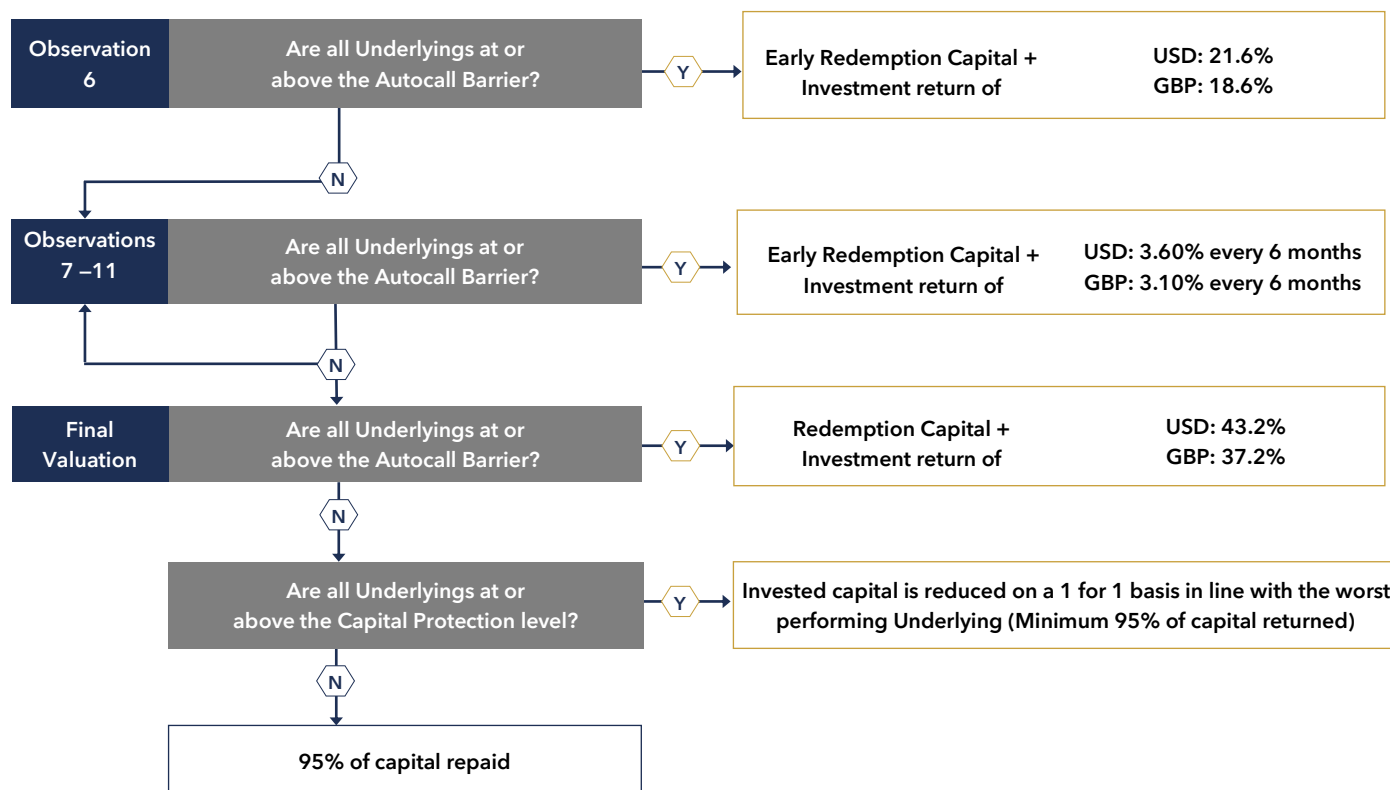 Observation
6
Are all Underlyings at or
above the Autocall Barrier?
Y
Early Redemption Capital +
Investment return of
USD: 21.6%
GBP: 18.6%
N
Observations
7 –11
Are all Underlyings at or
above the Autocall Barrier?
Y
Early Redemption Capital +
Investment return of
USD: 3.60% every 6 months
GBP: 3.10% every 6 months
N
Final
Valuation
Are all Underlyings at or
above the Autocall Barrier?
Y
Redemption Capital +
Investment return of
USD: 43.2%
GBP: 37.2%
N
Are all Underlyings at or
above the Capital Protection level?
Y
Invested capital is reduced on a 1 for 1 basis in line with the worst
performing Underlying (Minimum 95% of capital returned)
N
95% of capital repaid